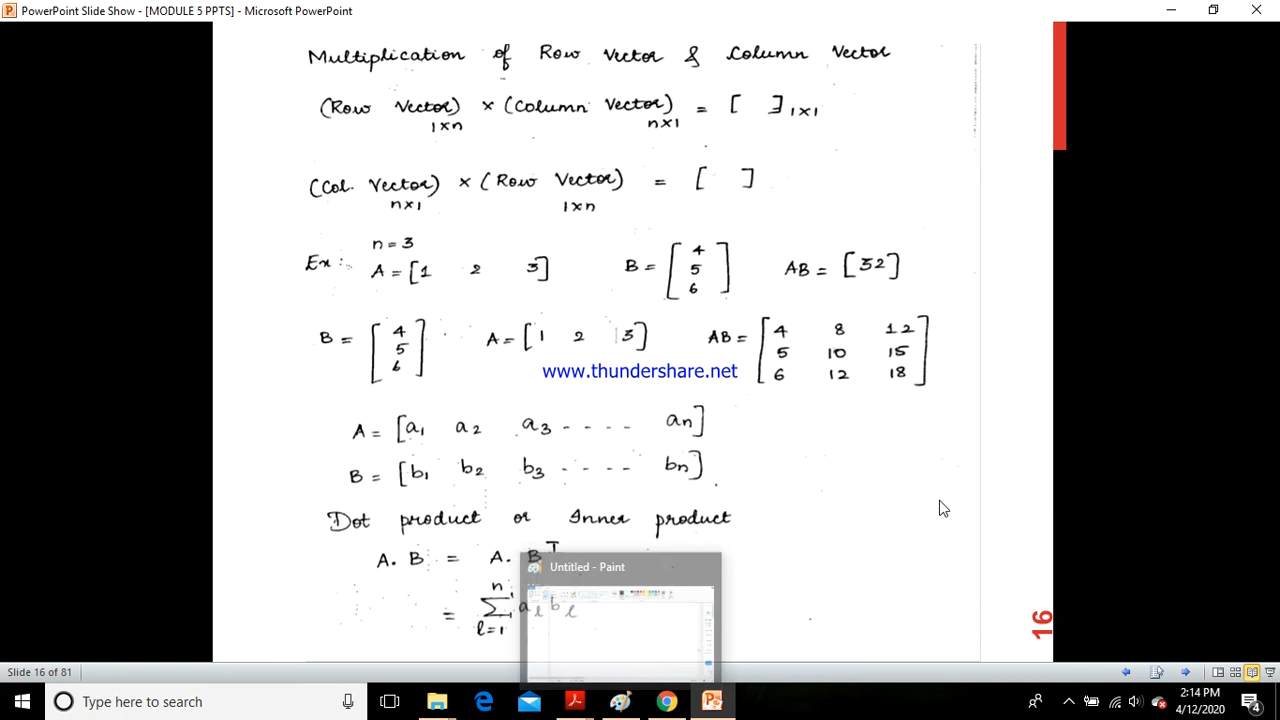 PowerPoint Slide Show - [MODULE 5 PPTS] - Microsoft PowerPoint
Multiplication of Row Vector & Column Vector
(Row Vector) 1×n × (Column Vector) n×1 = [ ] 1×1
(Col. Vector) n×1 × (Row Vector) 1×n = [ ]
n = 3
Ex: A = [1 2 3] B = [4 5 6] AB = [32]
B = [4 5 6] A = [1 2 3] AB = [4 8 12
5 10 15
6 12 18]
www.thundershare.net
A = [a1 a2 a3 - - - - an]
B = [b1 b2 b3 - - - - bn]
Dot product or Inner product
A. B = A. B^T
Untitled - Paint
= n ∑ l=1 al bl
16
Slide 16 of 81
Type here to search
2:14 PM
4/12/2020
4